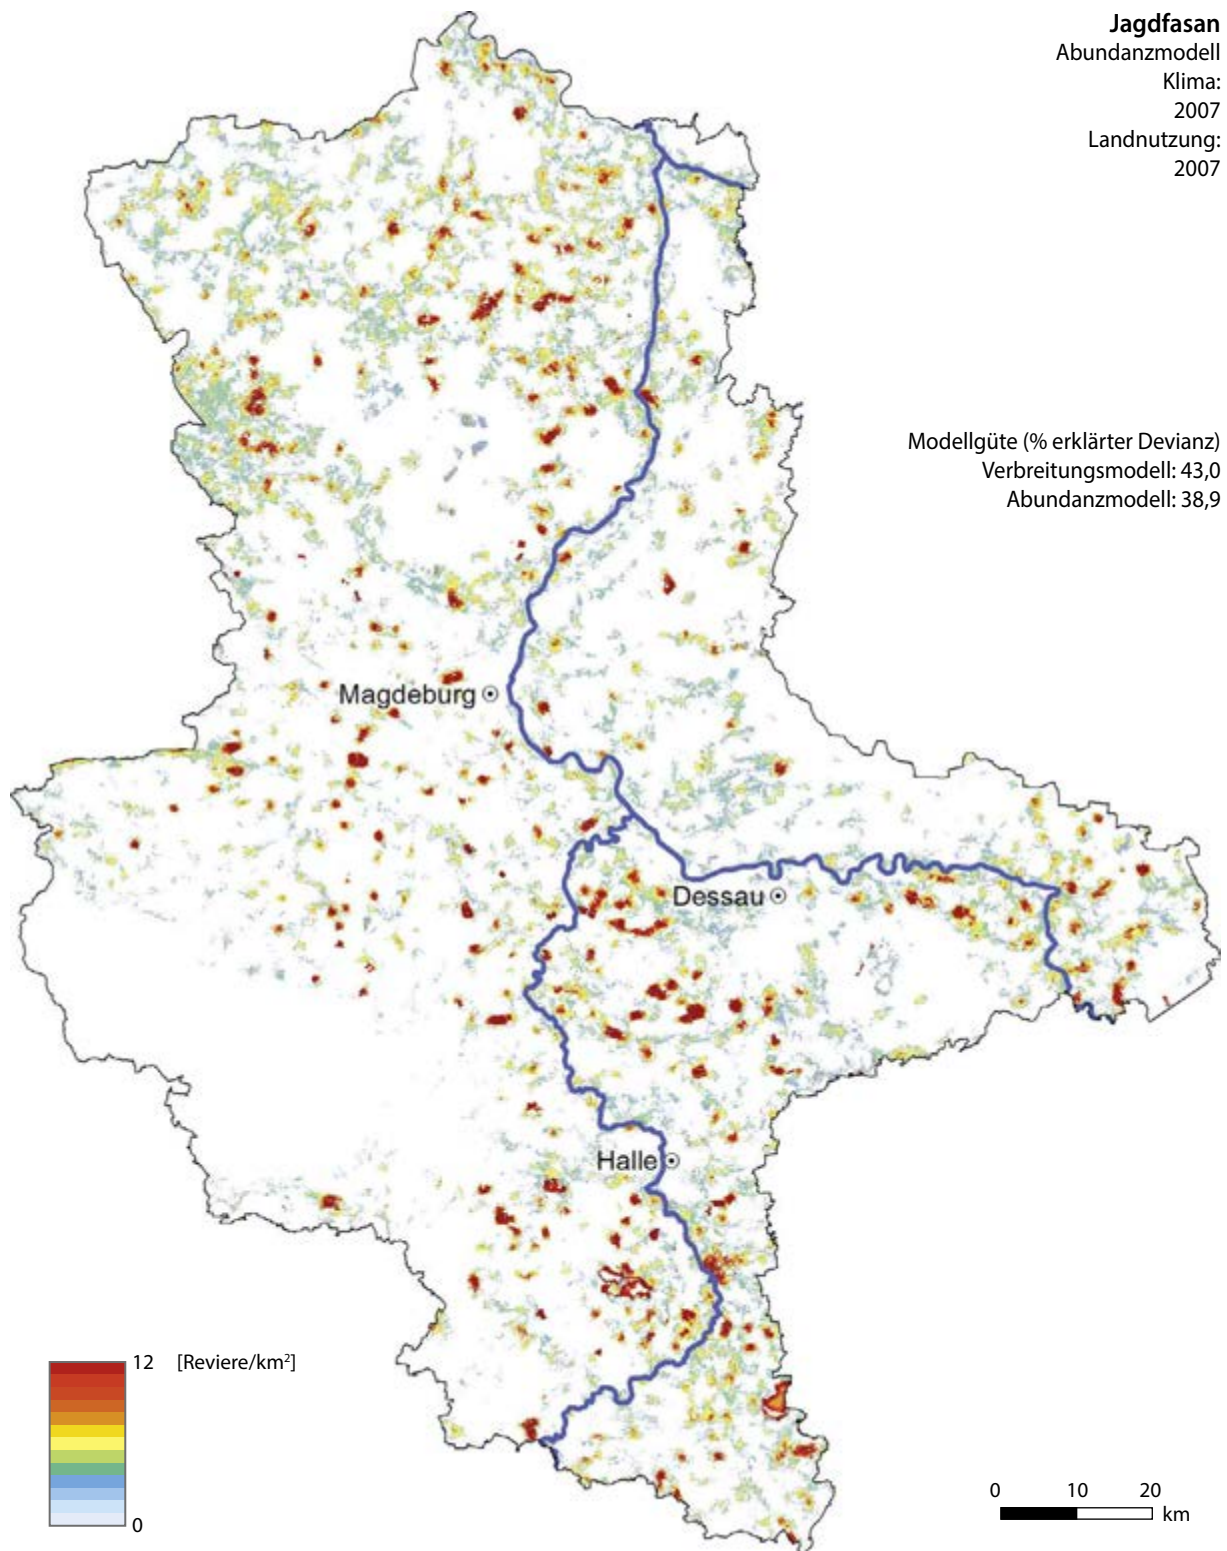 Jagdfasan
Abundanzmodell
Klima:
2007
Landnutzung:
2007
Modellgüte (% erklärter Devianz)
Verbreitungsmodell: 43,0
Abundanzmodell: 38,9
Magdeburg
Dessau
Halle
12 [Reviere/km²]
0
0 10 20
km